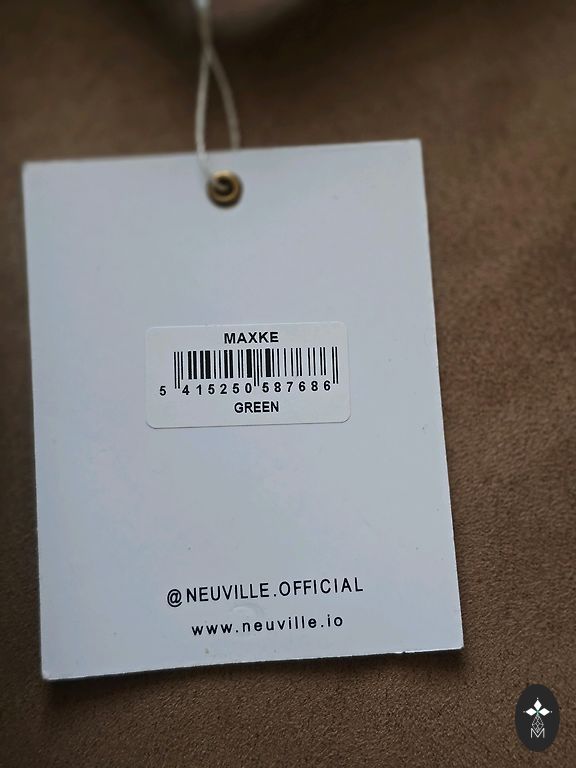 MAXKE
5 415250 587686
GREEN
@NEUVILLE.OFFICIAL
www.neuville.io
M